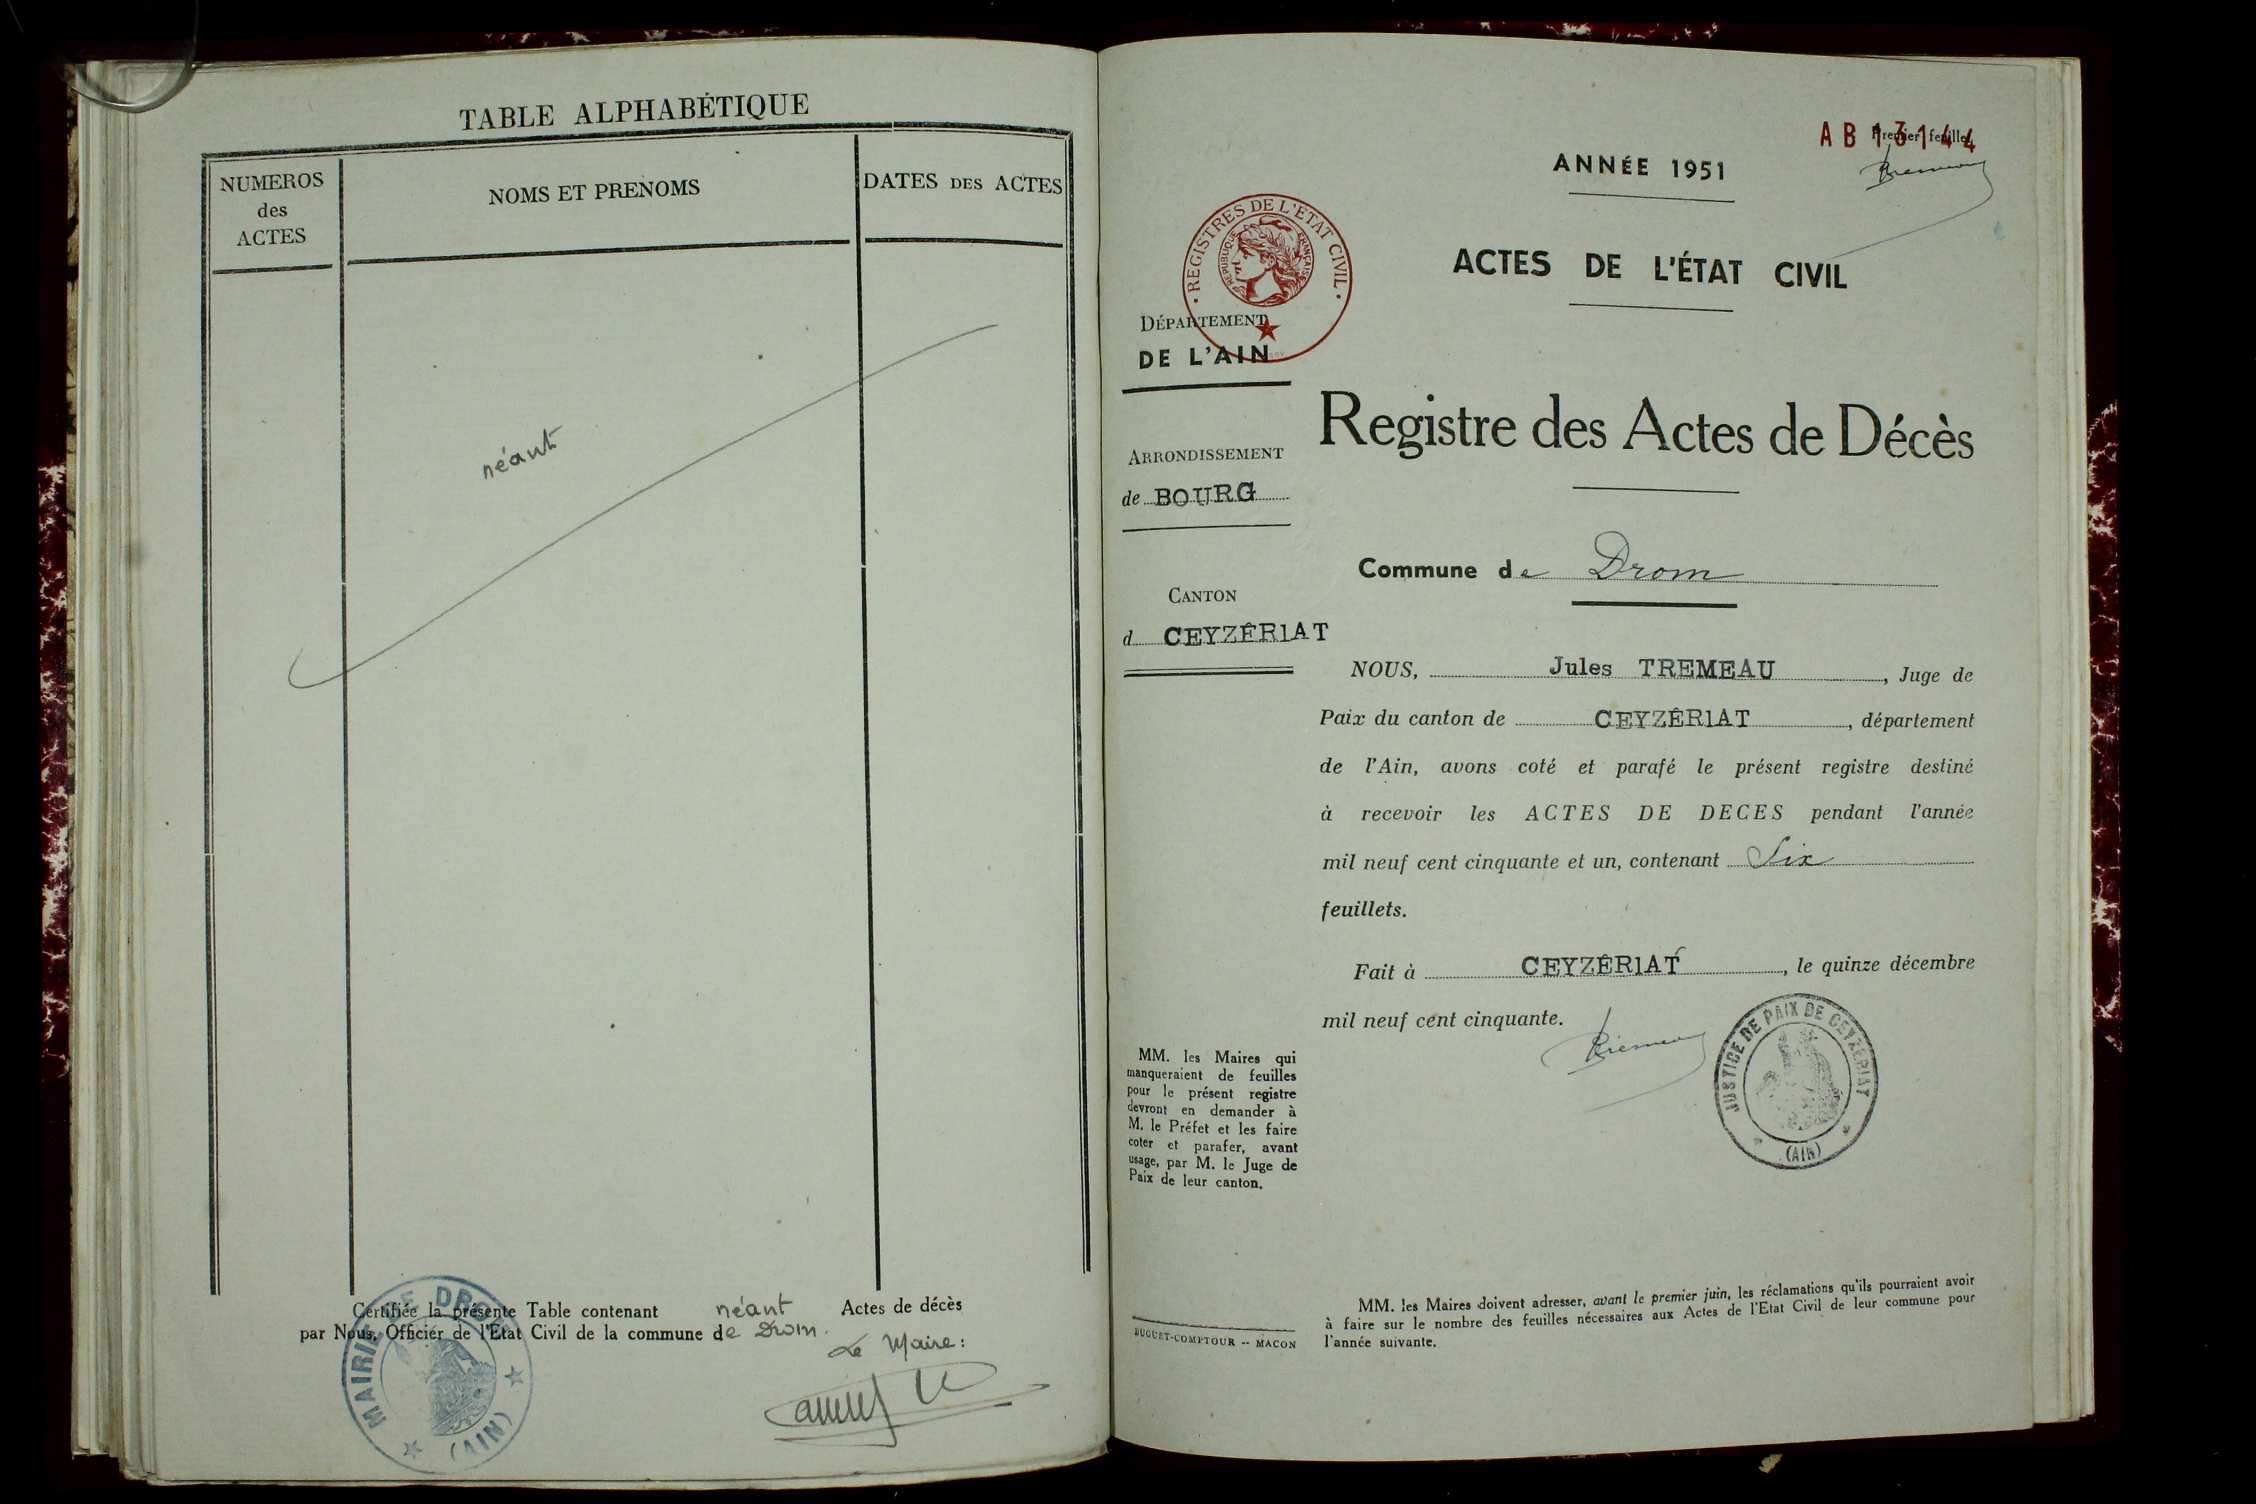 TABLE ALPHABÉTIQUE
NUMEROS
des
ACTES
NOMS ET PRENOMS
DATES DES ACTES
néant
Certifiée la présente Table contenant néant Actes de décès
par Nous, Officier de l'Etat Civil de la commune de Drom.
Le Maire :
MAIRIE DE DROM
(AIN)
AB 13144
Premier feuillet
ANNÉE 1951
ACTES DE L'ÉTAT CIVIL
· REGISTRES DE L'ÉTAT CIVIL ·
REPUBLIQUE FRANÇAISE
DÉPARTEMENT
DE L'AIN
Registre des Actes de Décès
ARRONDISSEMENT
de BOURG
Commune de Drom
CANTON
d CEYZÊR1AT
NOUS, Jules TREMEAU, Juge de
Paix du canton de CEYZÊR1AT, département
de l'Ain, avons coté et parafé le présent registre destiné
à recevoir les ACTES DE DECES pendant l'année
mil neuf cent cinquante et un, contenant Six
feuillets.
Fait à CEYZÊR1AT, le quinze décembre
mil neuf cent cinquante.
JUSTICE DE PAIX DE CEYZÉRIAT
(AIN)
MM. les Maires qui
manqueraient de feuilles
pour le présent registre
devront en demander à
M. le Préfet et les faire
coter et parafer, avant
usage, par M. le Juge de
Paix de leur canton.
MM. les Maires doivent adresser, avant le premier juin, les réclamations qu'ils pourraient avoir
à faire sur le nombre des feuilles nécessaires aux Actes de l'Etat Civil de leur commune pour
l'année suivante.
BUGUET-COMPTOUR -- MACON